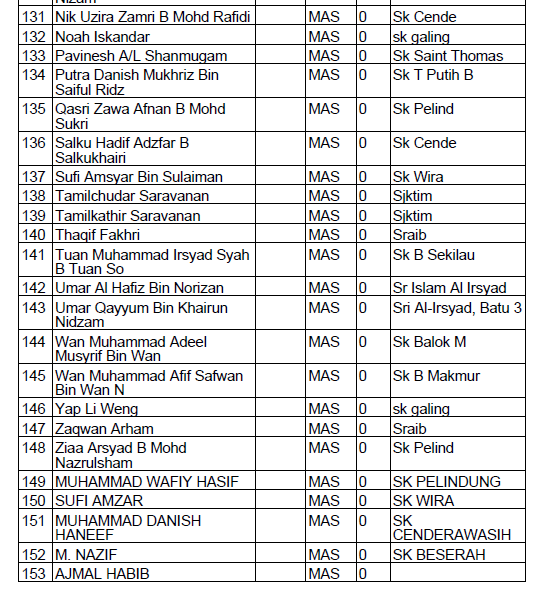 Nizam
131 Nik Uzira Zamri B Mohd Rafidi MAS 0 Sk Cende
132 Noah Iskandar MAS 0 sk galing
133 Pavinesh A/L Shanmugam MAS 0 Sk Saint Thomas
134 Putra Danish Mukhriz Bin MAS 0 Sk T Putih B
Saiful Ridz
135 Qasri Zawa Afnan B Mohd MAS 0 Sk Pelind
Sukri
136 Salku Hadif Adzfar B MAS 0 Sk Cende
Salkukhairi
137 Sufi Amsyar Bin Sulaiman MAS 0 Sk Wira
138 Tamilchudar Saravanan MAS 0 Sjktim
139 Tamilkathir Saravanan MAS 0 Sjktim
140 Thaqif Fakhri MAS 0 Sraib
141 Tuan Muhammad Irsyad Syah MAS 0 Sk B Sekilau
B Tuan So
142 Umar Al Hafiz Bin Norizan MAS 0 Sr Islam Al Irsyad
143 Umar Qayyum Bin Khairun MAS 0 Sri Al-Irsyad, Batu 3
Nidzam
144 Wan Muhammad Adeel MAS 0 Sk Balok M
Musyrif Bin Wan
145 Wan Muhammad Afif Safwan MAS 0 Sk B Makmur
Bin Wan N
146 Yap Li Weng MAS 0 sk galing
147 Zaqwan Arham MAS 0 Sraib
148 Ziaa Arsyad B Mohd MAS 0 Sk Pelind
Nazrulsham
149 MUHAMMAD WAFIY HASIF MAS 0 SK PELINDUNG
150 SUFI AMZAR MAS 0 SK WIRA
151 MUHAMMAD DANISH MAS 0 SK
HANEEF CENDERAWASIH
152 M. NAZIF MAS 0 SK BESERAH
153 AJMAL HABIB MAS 0